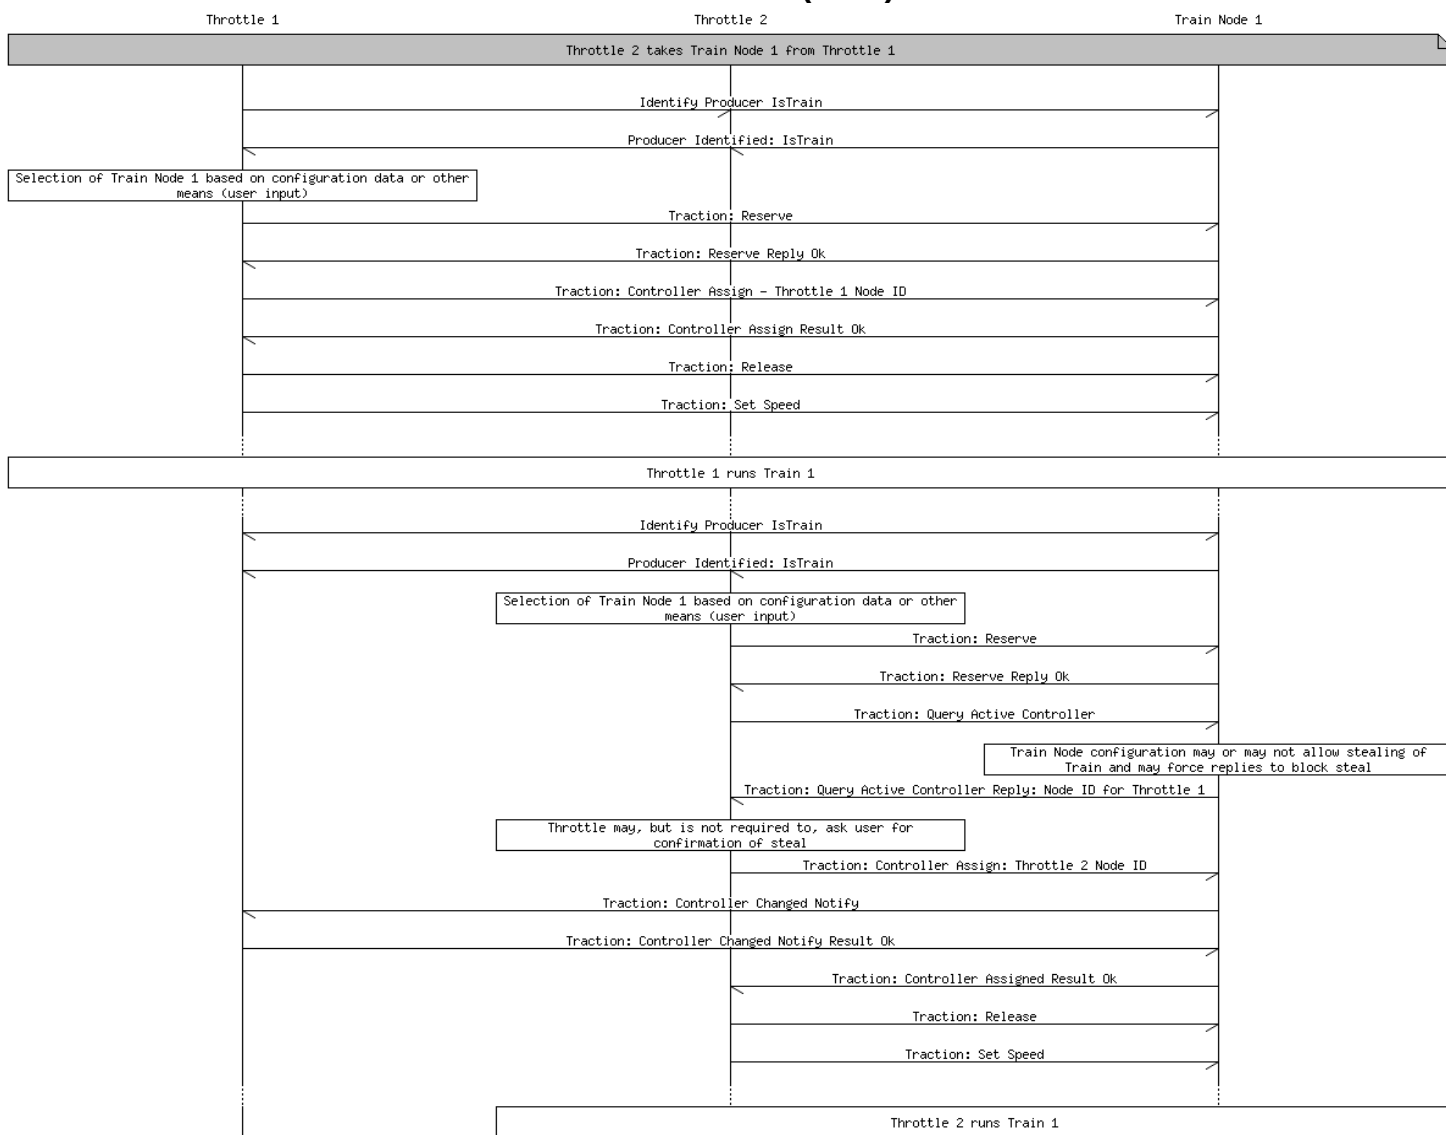 Throttle 1
Throttle 2
Train Node 1
Throttle 2 takes Train Node 1 from Throttle 1
Identify Producer IsTrain
Producer Identified: IsTrain
Selection of Train Node 1 based on configuration data or other
means (user input)
Traction: Reserve
Traction: Reserve Reply Ok
Traction: Controller Assign - Throttle 1 Node ID
Traction: Controller Assign Result Ok
Traction: Release
Traction: Set Speed
Throttle 1 runs Train 1
Identify Producer IsTrain
Producer Identified: IsTrain
Selection of Train Node 1 based on configuration data or other
means (user input)
Traction: Reserve
Traction: Reserve Reply Ok
Traction: Query Active Controller
Train Node configuration may or may not allow stealing of
Train and may force replies to block steal
Traction: Query Active Controller Reply: Node ID for Throttle 1
Throttle may, but is not required to, ask user for
confirmation of steal
Traction: Controller Assign: Throttle 2 Node ID
Traction: Controller Changed Notify
Traction: Controller Changed Notify Result Ok
Traction: Controller Assigned Result Ok
Traction: Release
Traction: Set Speed
Throttle 2 runs Train 1